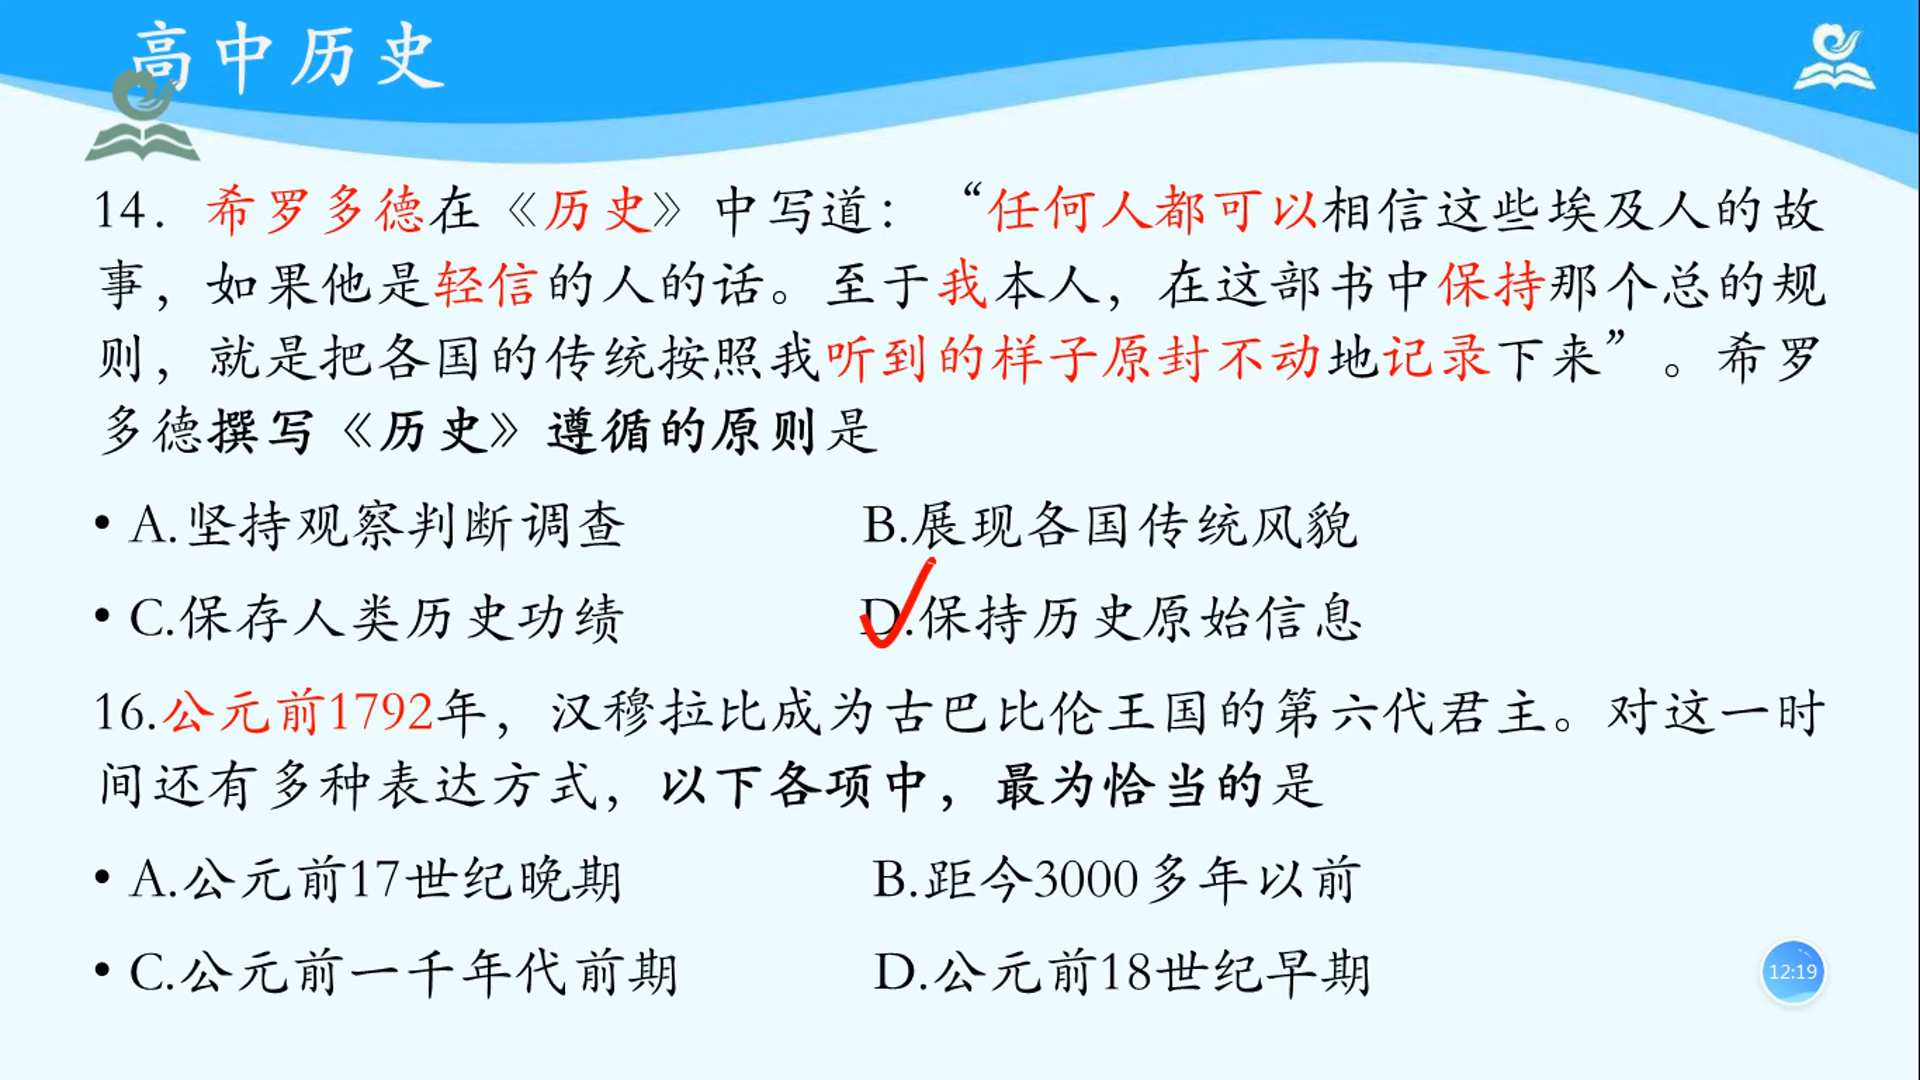 高中历史
14. 希罗多德在《历史》中写道：“任何人都可以相信这些埃及人的故
事，如果他是轻信的人的话。至于我本人，在这部书中保持那个总的规
则，就是把各国的传统按照我听到的样子原封不动地记录下来”。希罗
多德撰写《历史》遵循的原则是
• A.坚持观察判断调查 B.展现各国传统风貌
• C.保存人类历史功绩 D.保持历史原始信息
16.公元前1792年，汉穆拉比成为古巴比伦王国的第六代君主。对这一时
间还有多种表达方式，以下各项中，最为恰当的是
• A.公元前17世纪晚期 B.距今3000多年以前
• C.公元前一千年代前期 D.公元前18世纪早期
12:19